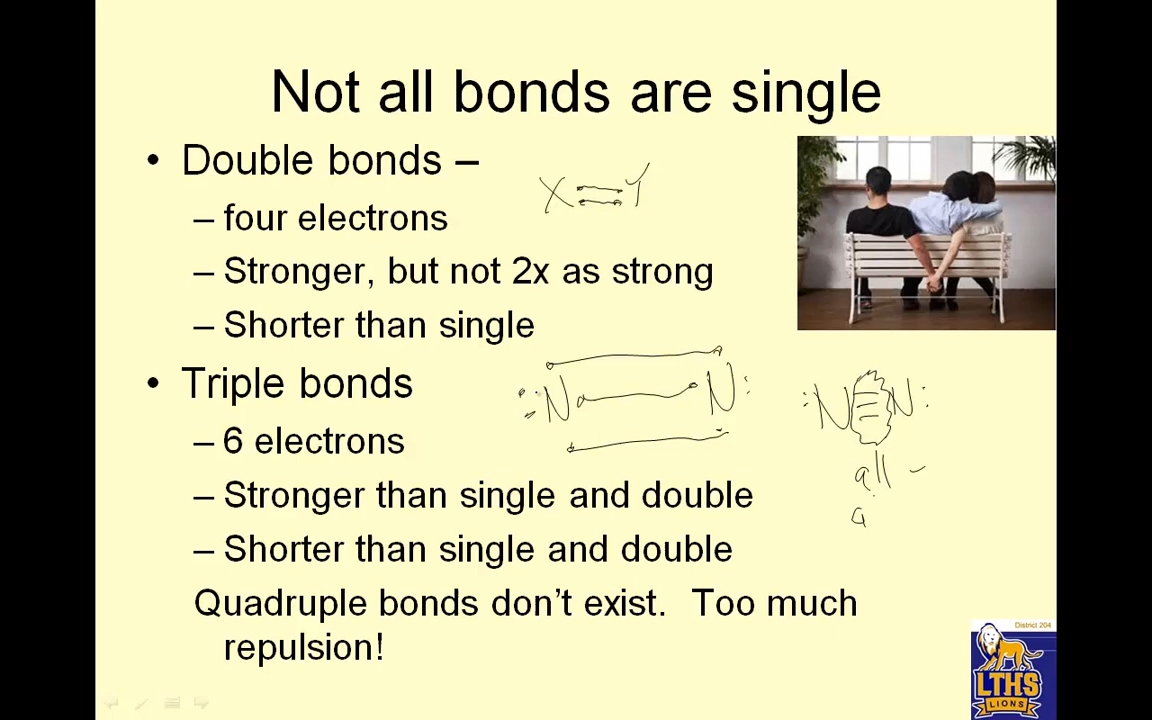 Not all bonds are single
• Double bonds –
X=Y
– four electrons
– Stronger, but not 2x as strong
– Shorter than single
• Triple bonds
:N N:
:N≡N:
– 6 electrons
all -
– Stronger than single and double
a
– Shorter than single and double
Quadruple bonds don't exist. Too much
repulsion!
District 204
LTHS
LIONS